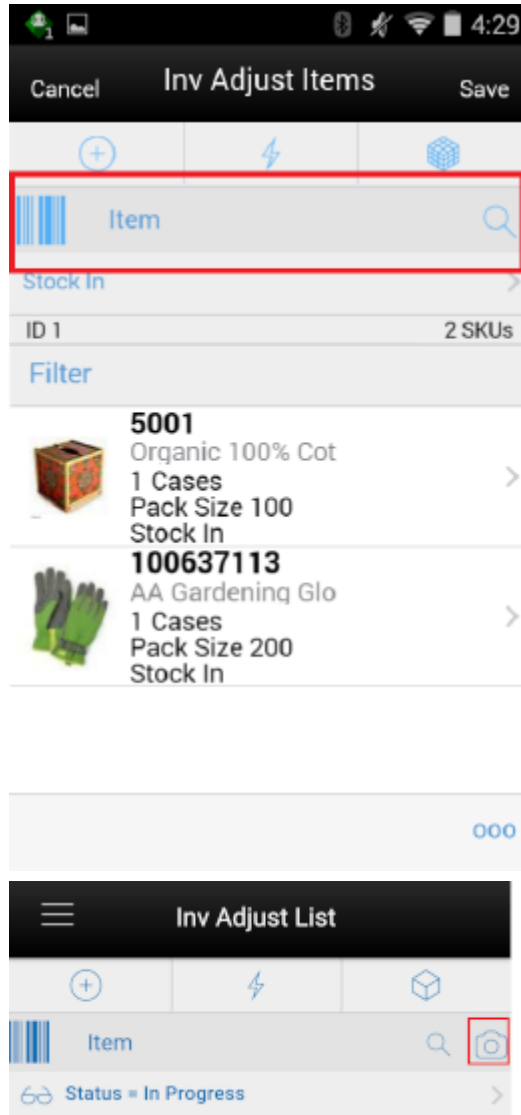 1 4:29
Cancel Inv Adjust Items Save
Item
Stock In
ID 1 2 SKUs
Filter
5001
Organic 100% Cot
1 Cases
Pack Size 100
Stock In
100637113
AA Gardening Glo
1 Cases
Pack Size 200
Stock In
Inv Adjust List
Item
Status = In Progress